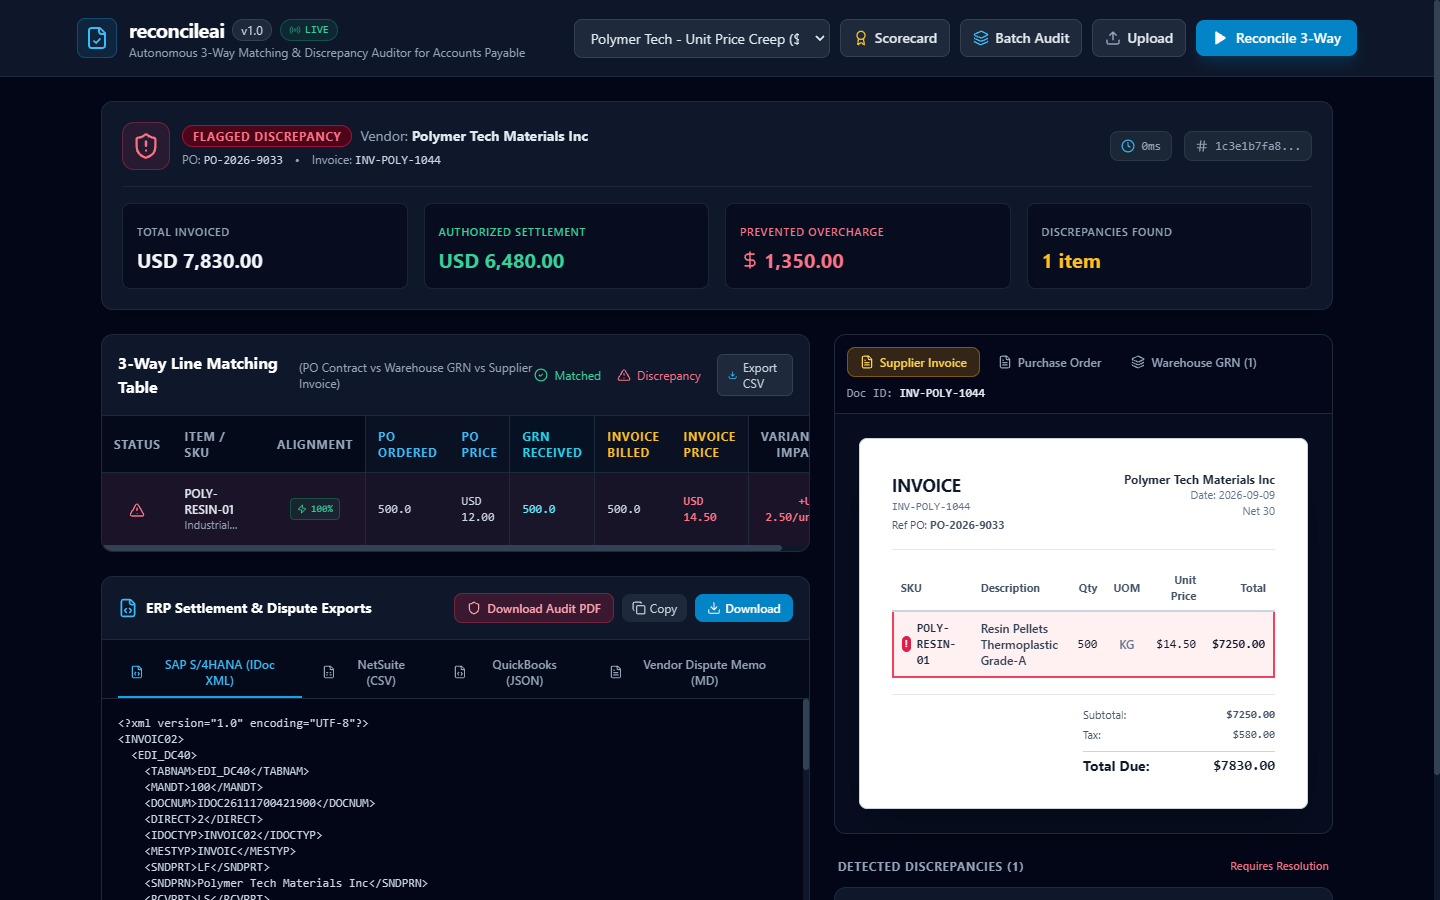 reconcileai v1.0 LIVE
Autonomous 3-Way Matching & Discrepancy Auditor for Accounts Payable
Polymer Tech - Unit Price Creep ($
Scorecard
Batch Audit
Upload
Reconcile 3-Way
FLAGGED DISCREPANCY Vendor: Polymer Tech Materials Inc
PO: PO-2026-9033 • Invoice: INV-POLY-1044
0ms
# 1c3e1b7fa8...
TOTAL INVOICED
USD 7,830.00
AUTHORIZED SETTLEMENT
USD 6,480.00
PREVENTED OVERCHARGE
$ 1,350.00
DISCREPANCIES FOUND
1 item
3-Way Line Matching
Table
(PO Contract vs Warehouse GRN vs Supplier
Invoice)
Matched
Discrepancy
Export
CSV
STATUS
ITEM /
SKU
ALIGNMENT
PO
ORDERED
PO
PRICE
GRN
RECEIVED
INVOICE
BILLED
INVOICE
PRICE
VARIAN
IMPA
POLY-
RESIN-01
Industrial...
100%
500.0
USD
12.00
500.0
500.0
USD
14.50
+U
2.50/un
ERP Settlement & Dispute Exports
Download Audit PDF
Copy
Download
SAP S/4HANA (IDoc
XML)
NetSuite
(CSV)
QuickBooks
(JSON)
Vendor Dispute Memo
(MD)
<?xml version="1.0" encoding="UTF-8"?>
<INVOIC02>
<EDI_DC40>
<TABNAM>EDI_DC40</TABNAM>
<MANDT>100</MANDT>
<DOCNUM>IDOC26111700421900</DOCNUM>
<DIRECT>2</DIRECT>
<IDOCTYP>INVOIC02</IDOCTYP>
<MESTYP>INVOIC</MESTYP>
<SNDPRT>LF</SNDPRT>
<SNDPRN>Polymer Tech Materials Inc</SNDPRN>
<RCVPRT>LS</RCVPRT>
Supplier Invoice
Purchase Order
Warehouse GRN (1)
Doc ID: INV-POLY-1044
INVOICE
INV-POLY-1044
Ref PO: PO-2026-9033
Polymer Tech Materials Inc
Date: 2026-09-09
Net 30
SKU
Description
Qty
UOM
Unit
Price
Total
POLY-
RESIN-
01
Resin Pellets
Thermoplastic
Grade-A
500
KG
$14.50
$7250.00
Subtotal: $7250.00
Tax: $580.00
Total Due: $7830.00
DETECTED DISCREPANCIES (1)
Requires Resolution